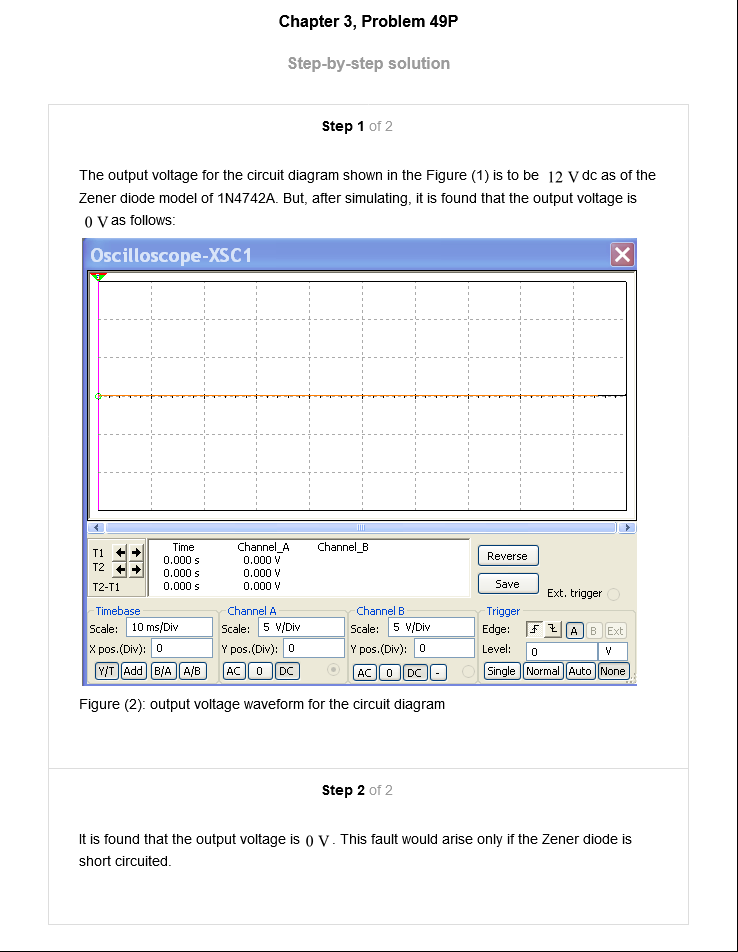 Chapter 3, Problem 49P
Step-by-step solution
Step 1 of 2
The output voltage for the circuit diagram shown in the Figure (1) is to be 12 V dc as of the
Zener diode model of 1N4742A. But, after simulating, it is found that the output voltage is
0 V as follows:
Oscilloscope-XSC1
Time Channel_A Channel_B
T1 0.000 s 0.000 V
T2 0.000 s 0.000 V
T2-T1 0.000 s 0.000 V
Reverse
Save
Ext. trigger
Timebase Channel A Channel B Trigger
Scale: 10 ms/Div Scale: 5 V/Div Scale: 5 V/Div Edge: A B Ext
X pos.(Div): 0 Y pos.(Div): 0 Y pos.(Div): 0 Level: 0 V
Y/T Add B/A A/B AC 0 DC AC 0 DC - Single Normal Auto None
Figure (2): output voltage waveform for the circuit diagram
Step 2 of 2
It is found that the output voltage is 0 V. This fault would arise only if the Zener diode is
short circuited.